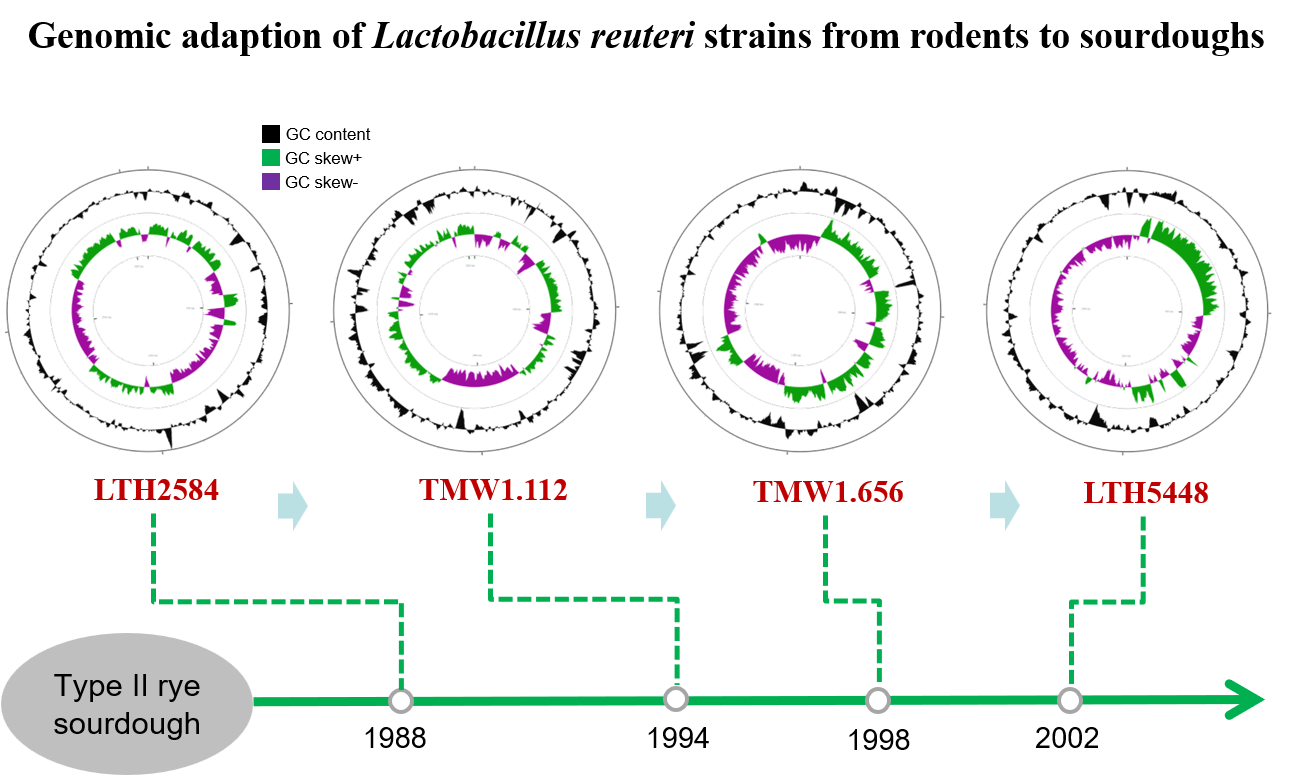 Genomic adaption of Lactobacillus reuteri strains from rodents to sourdoughs
GC content
GC skew+
GC skew-
LTH2584
TMW1.112
TMW1.656
LTH5448
Type II rye
sourdough
1988
1994
1998
2002